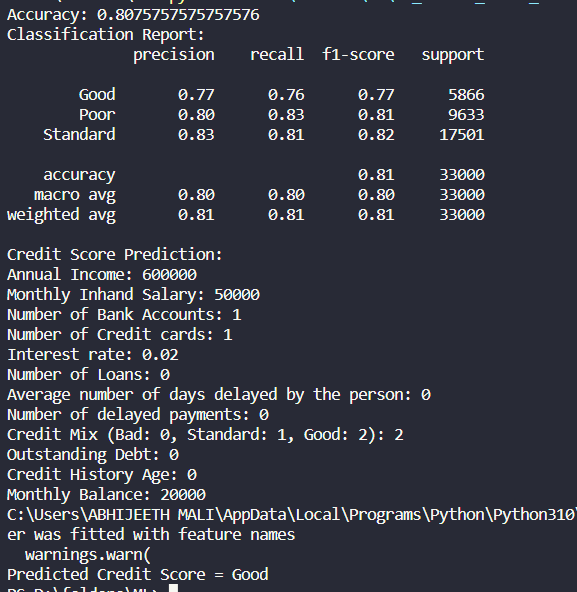 Accuracy: 0.8075757575757576
Classification Report:
precision recall f1-score support
Good 0.77 0.76 0.77 5866
Poor 0.80 0.83 0.81 9633
Standard 0.83 0.81 0.82 17501
accuracy 0.81 33000
macro avg 0.80 0.80 0.80 33000
weighted avg 0.81 0.81 0.81 33000
Credit Score Prediction:
Annual Income: 600000
Monthly Inhand Salary: 50000
Number of Bank Accounts: 1
Number of Credit cards: 1
Interest rate: 0.02
Number of Loans: 0
Average number of days delayed by the person: 0
Number of delayed payments: 0
Credit Mix (Bad: 0, Standard: 1, Good: 2): 2
Outstanding Debt: 0
Credit History Age: 0
Monthly Balance: 20000
C:\Users\ABHIJEETH MALI\AppData\Local\Programs\Python\Python310\
er was fitted with feature names
warnings.warn(
Predicted Credit Score = Good